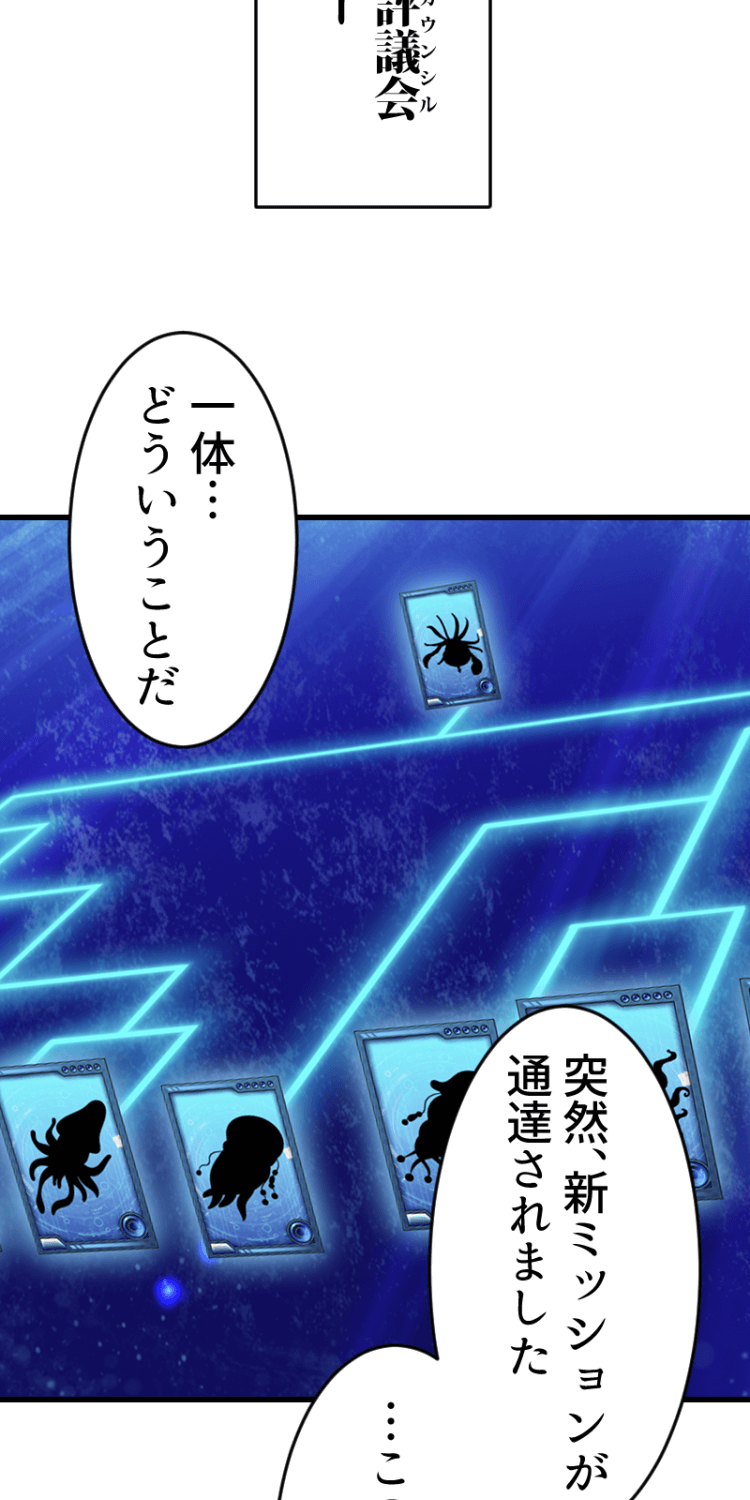 評議会
カウンシル
ー
一体…
どういうことだ
突然、新ミッションが
通達されました
…こ